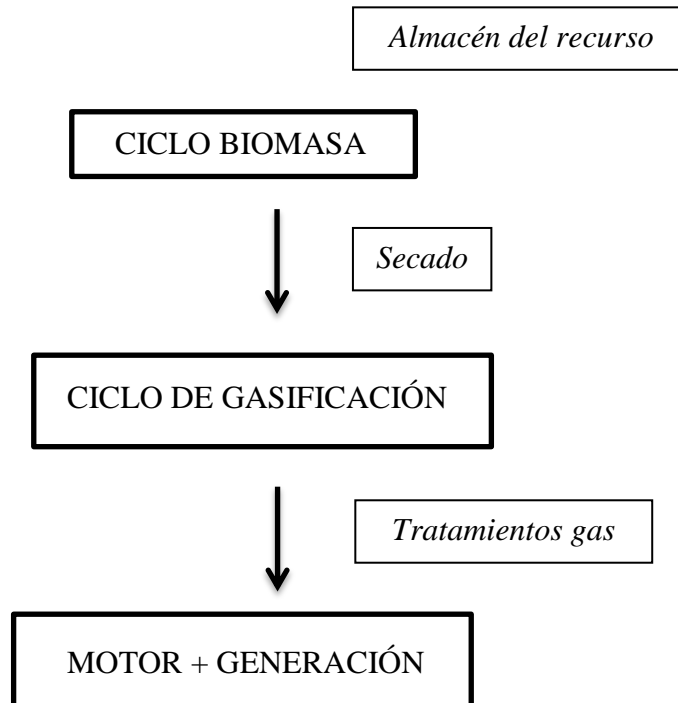 Almacén del recurso
CICLO BIOMASA
Secado
CICLO DE GASIFICACIÓN
Tratamientos gas
MOTOR + GENERACIÓN